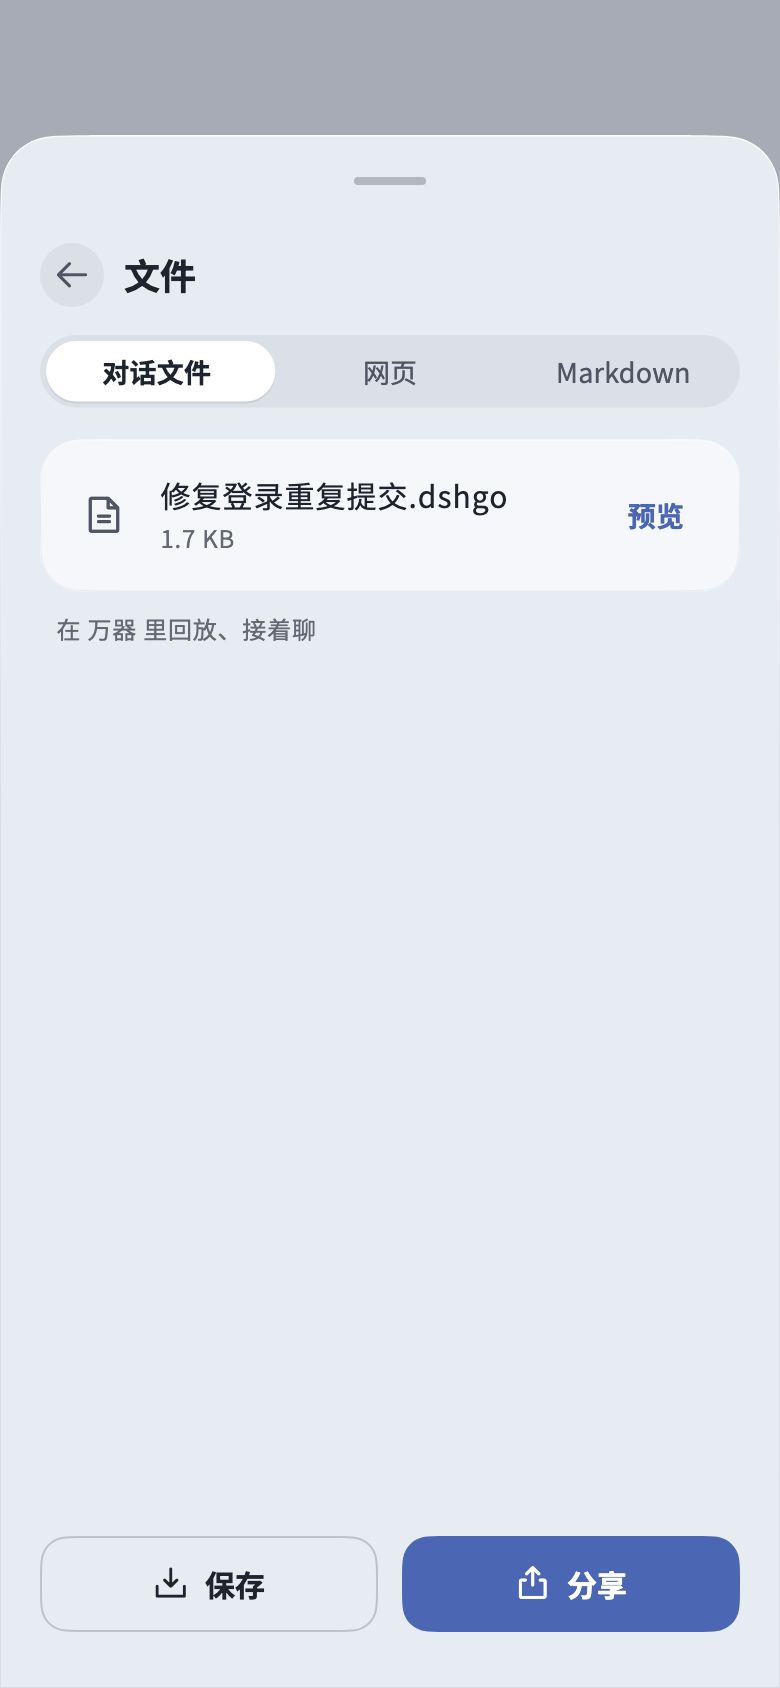 文件
对话文件
网页
Markdown
修复登录重复提交.dshgo
1.7 KB
预览
在 万器 里回放、接着聊
保存
分享